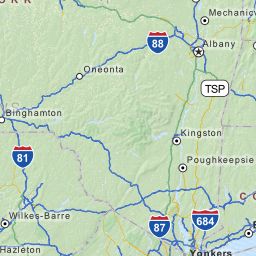 R K
Mechanic
88
Albany
Oneonta
TSP
Binghamton
Kingston
81
Poughkeepsie
C O
Wilkes-Barre
87
684
Hazleton
Yonkers